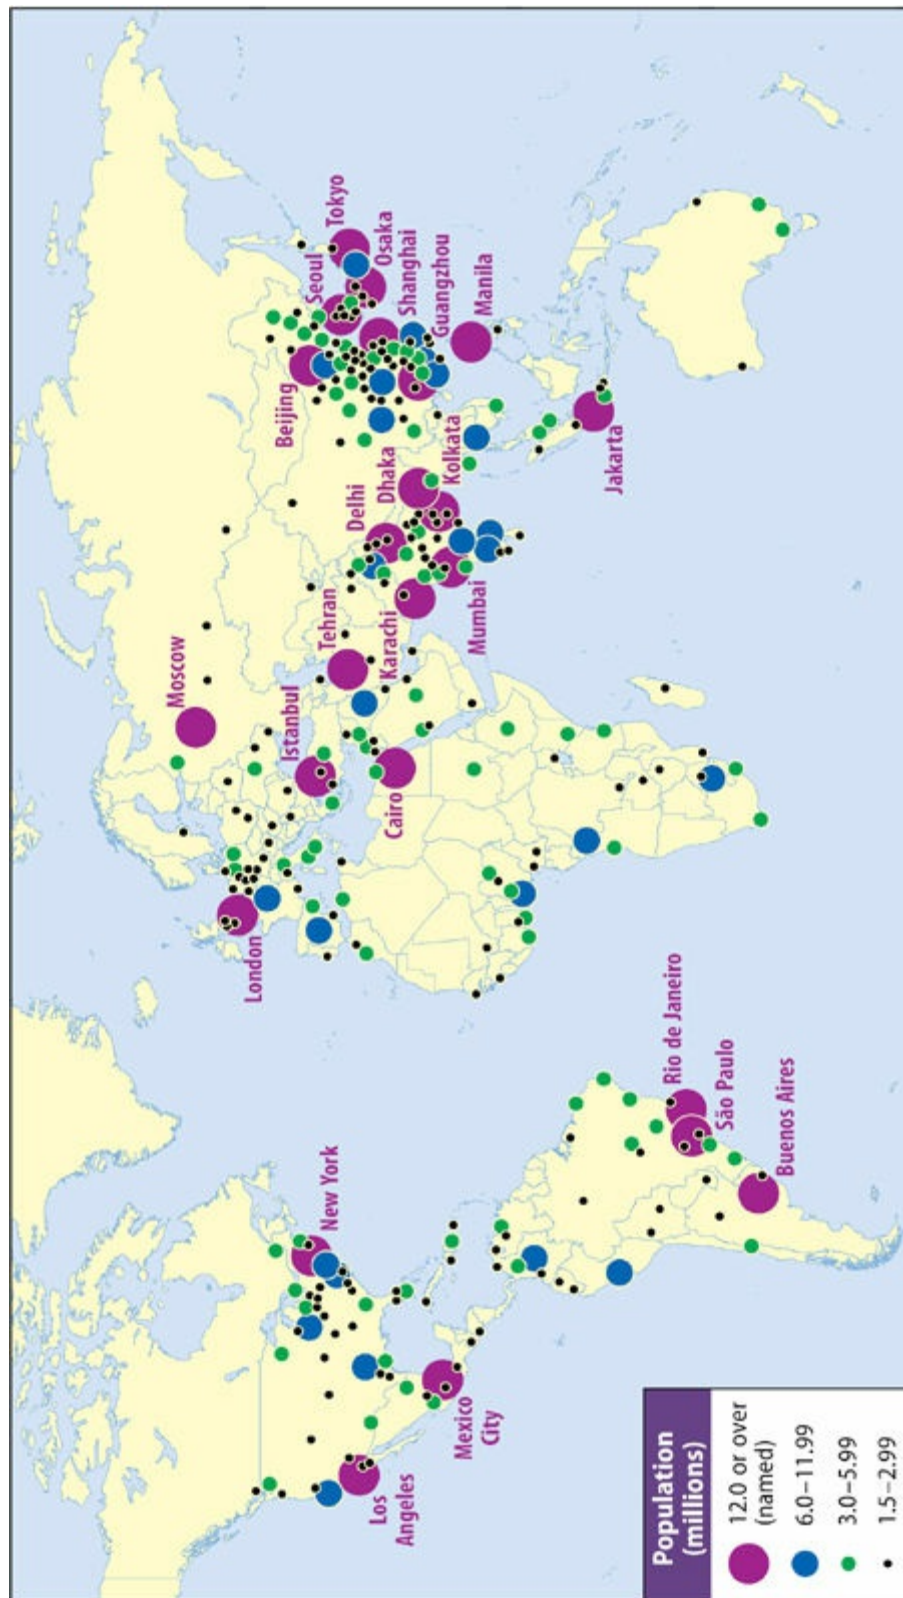 Moscow
London
Istanbul
Tehran
Beijing
Seoul
Tokyo
Osaka
Shanghai
Guangzhou
Manila
Delhi
Dhaka
Kolkata
Karachi
Mumbai
Cairo
Jakarta
New York
Los
Angeles
Mexico
City
Rio de Janeiro
São Paulo
Buenos Aires
Population
(millions)
12.0 or over
(named)
6.0–11.99
3.0–5.99
1.5–2.99